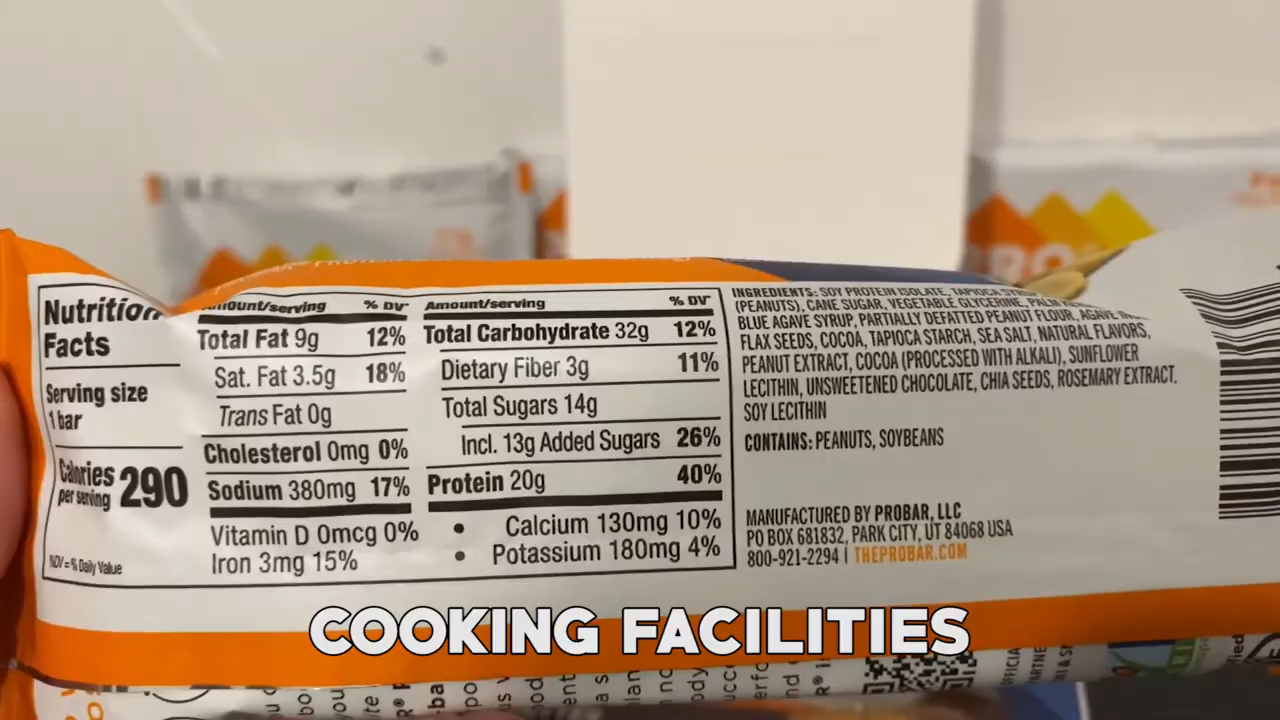 Nutrition
Facts
Serving size
1 bar
Calories
per serving 290
%DV = % Daily Value
Amount/serving % DV*
Total Fat 9g 12%
Sat. Fat 3.5g 18%
Trans Fat 0g
Cholesterol 0mg 0%
Sodium 380mg 17%
Amount/serving % DV*
Total Carbohydrate 32g 12%
Dietary Fiber 3g 11%
Total Sugars 14g
Incl. 13g Added Sugars 26%
Protein 20g 40%
Vitamin D 0mcg 0% • Calcium 130mg 10%
Iron 3mg 15% • Potassium 180mg 4%
INGREDIENTS: SOY PROTEIN ISOLATE,
(PEANUTS), CANE SUGAR, VEGETABLE GLYCERINE, PALM
BLUE AGAVE SYRUP, PARTIALLY DEFATTED PEANUT FLOUR, AGAVE
FLAX SEEDS, COCOA, TAPIOCA STARCH, SEA SALT, NATURAL FLAVORS,
PEANUT EXTRACT, COCOA (PROCESSED WITH ALKALI), SUNFLOWER
LECITHIN, UNSWEETENED CHOCOLATE, CHIA SEEDS, ROSEMARY EXTRACT,
SOY LECITHIN
CONTAINS: PEANUTS, SOYBEANS
MANUFACTURED BY PROBAR, LLC
PO BOX 681832, PARK CITY, UT 84068 USA
800-921-2294 | THEPROBAR.COM
COOKING FACILITIES